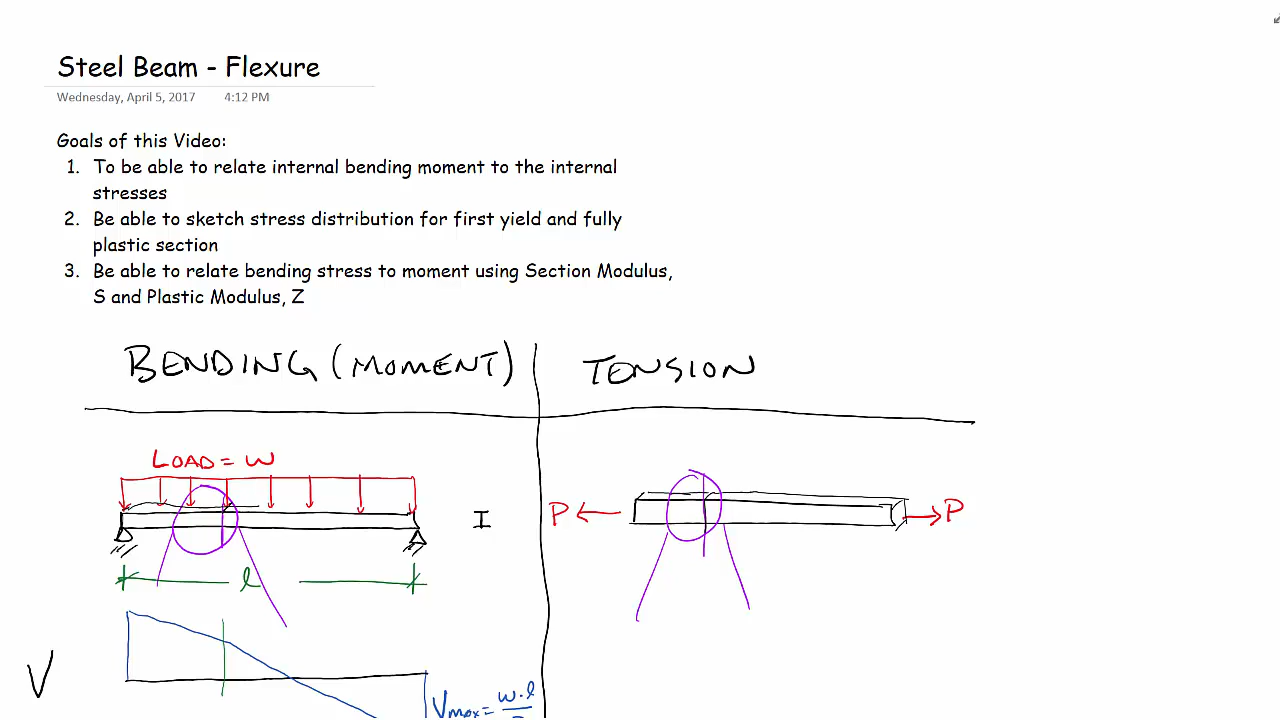 Steel Beam - Flexure
Wednesday, April 5, 2017 4:12 PM
Goals of this Video:
1. To be able to relate internal bending moment to the internal
stresses
2. Be able to sketch stress distribution for first yield and fully
plastic section
3. Be able to relate bending stress to moment using Section Modulus,
S and Plastic Modulus, Z
BENDING (MOMENT) TENSION
LOAD = W
P P
I
l
V
Vmax = w·l